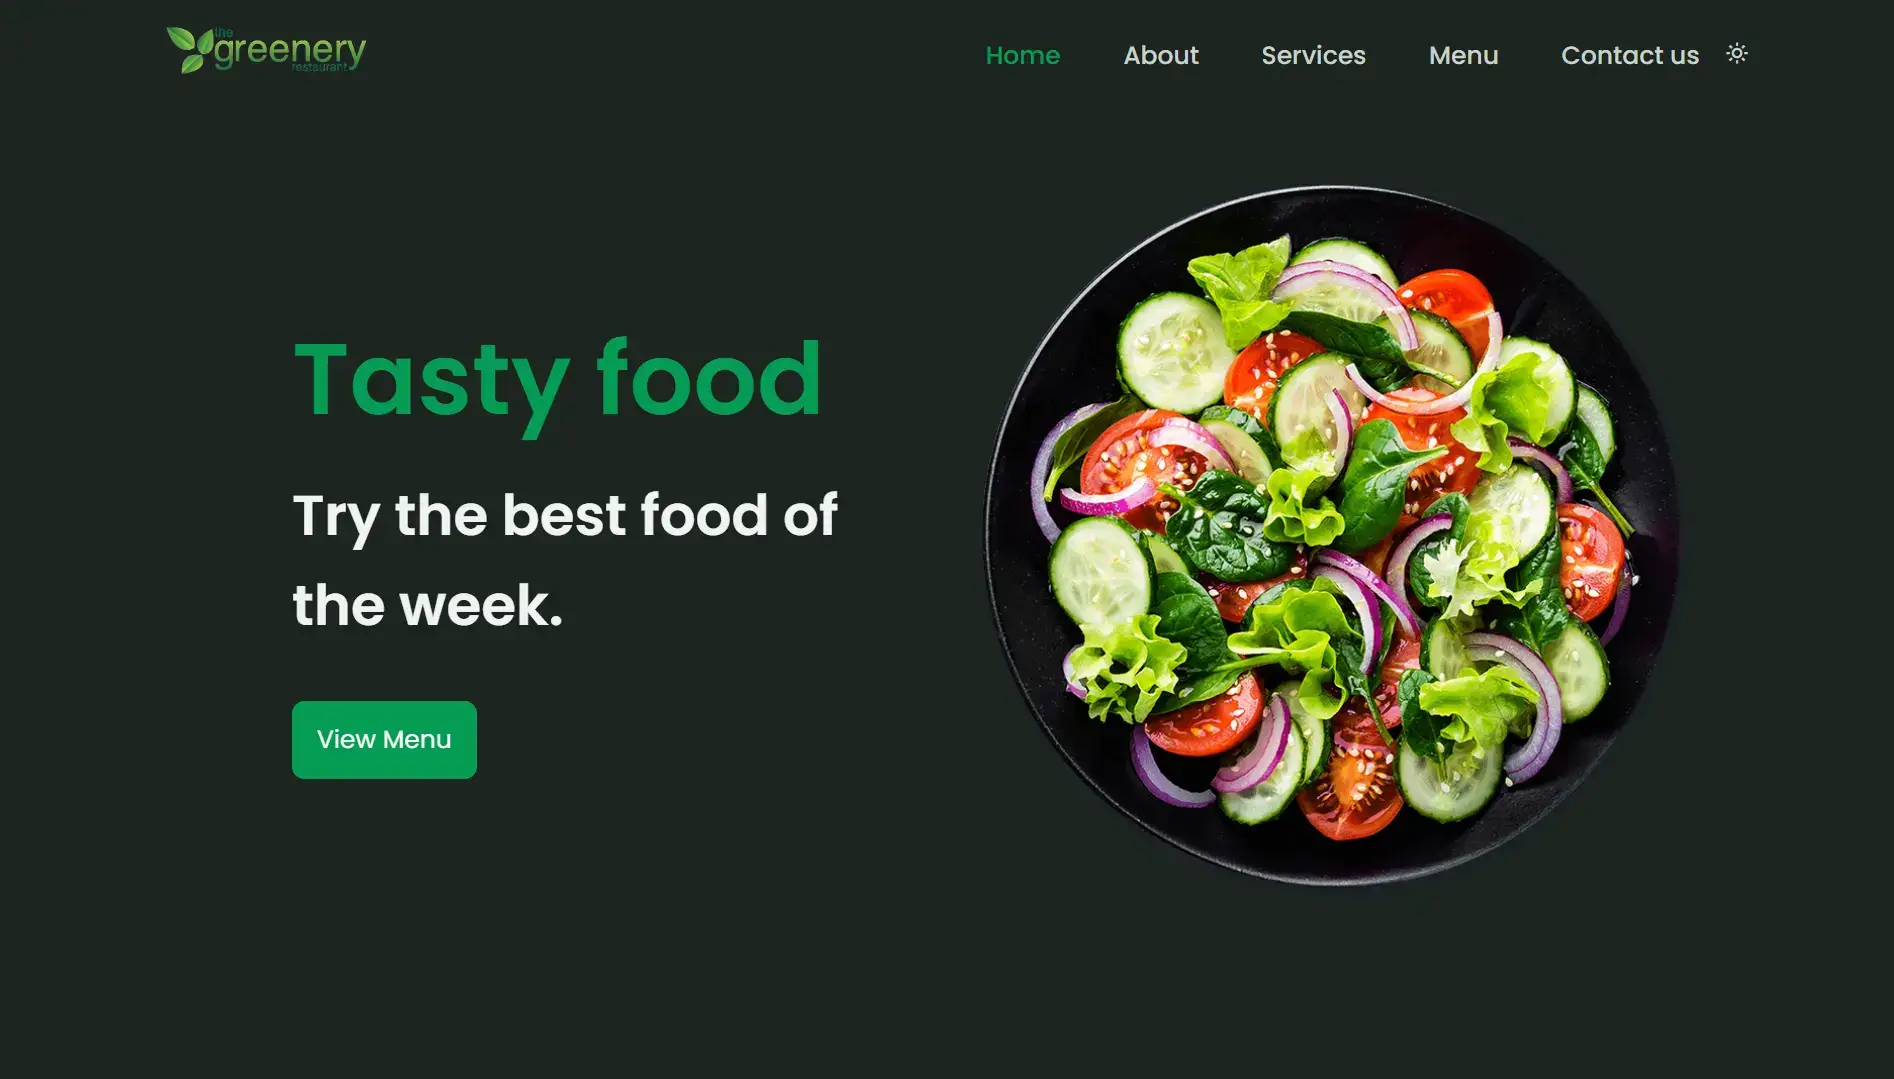 the
greenery
restaurant
Home
About
Services
Menu
Contact us
Tasty food
Try the best food of
the week.
View Menu